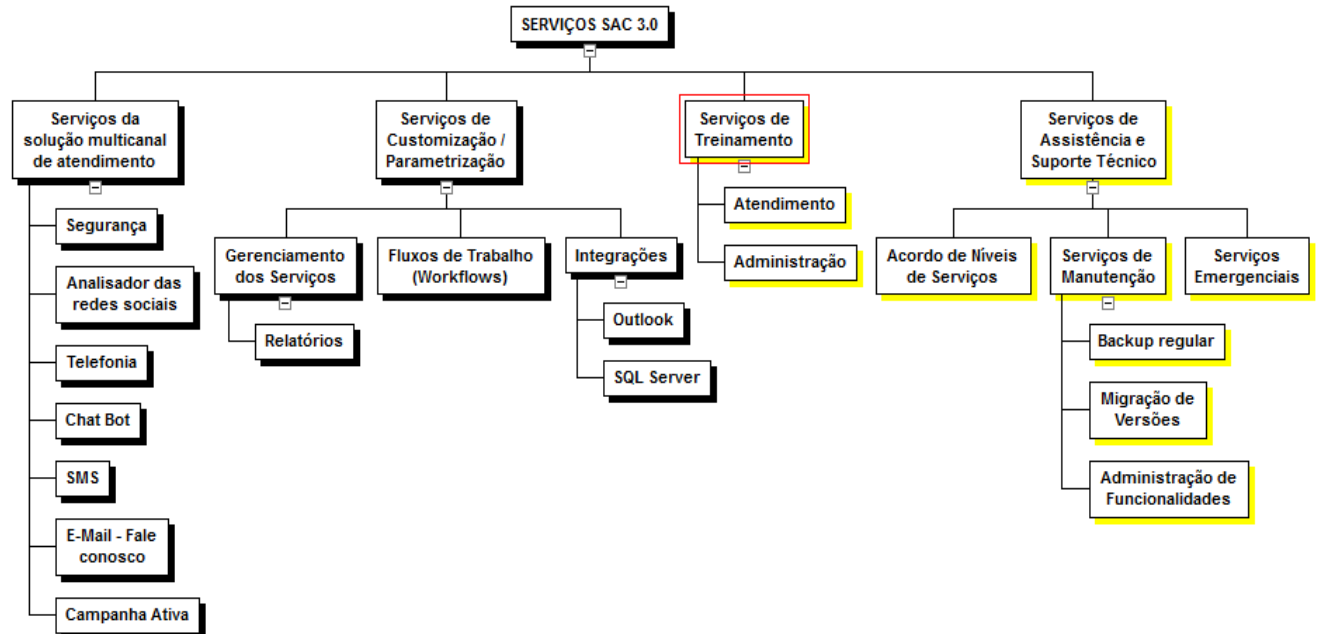 SERVIÇOS SAC 3.0
Serviços da
solução multicanal
de atendimento
Segurança
Analisador das
redes sociais
Telefonia
Chat Bot
SMS
E-Mail - Fale
conosco
Campanha Ativa
Serviços de
Customização /
Parametrização
Gerenciamento
dos Serviços
Relatórios
Fluxos de Trabalho
(Workflows)
Integrações
Outlook
SQL Server
Serviços de
Treinamento
Atendimento
Administração
Serviços de
Assistência e
Suporte Técnico
Acordo de Níveis
de Serviços
Serviços de
Manutenção
Backup regular
Migração de
Versões
Administração de
Funcionalidades
Serviços
Emergenciais